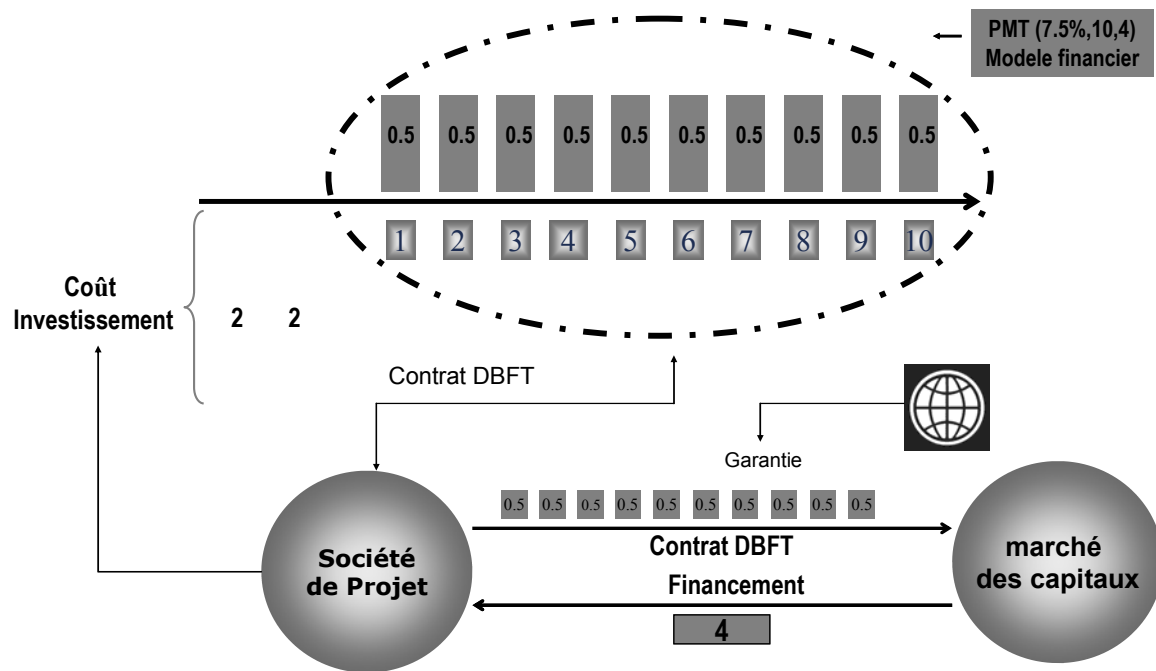 PMT (7.5%,10,4)
Modele financier
0.5 0.5 0.5 0.5 0.5 0.5 0.5 0.5 0.5 0.5
1 2 3 4 5 6 7 8 9 10
Coût
Investissement
2 2
Contrat DBFT
Garantie
0.5 0.5 0.5 0.5 0.5 0.5 0.5 0.5 0.5 0.5
Contrat DBFT
Société
de Projet
Financement
4
marché
des capitaux